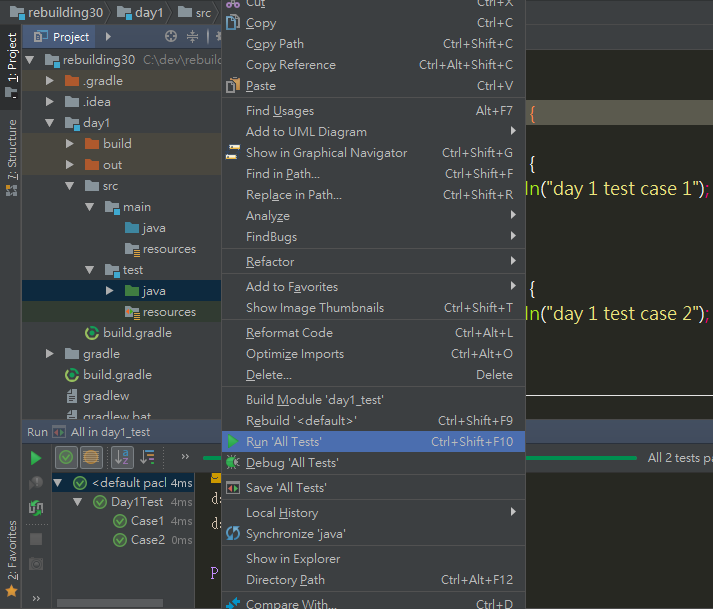 rebuilding30 day1 src
1: Project
7: Structure
2: Favorites
Project
rebuilding30 C:\dev\rebuild
.gradle
.idea
day1
build
out
src
main
java
resources
test
java
resources
build.gradle
gradle
build.gradle
gradlew
gradlew.bat
Cut Ctrl+X
Copy Ctrl+C
Copy Path Ctrl+Shift+C
Copy Reference Ctrl+Alt+Shift+C
Paste Ctrl+V
Find Usages Alt+F7
Add to UML Diagram
Show in Graphical Navigator Ctrl+Shift+G
Find in Path... Ctrl+Shift+F
Replace in Path... Ctrl+Shift+R
Analyze
FindBugs
Refactor
Add to Favorites
Show Image Thumbnails Ctrl+Shift+T
Reformat Code Ctrl+Alt+L
Optimize Imports Ctrl+Alt+O
Delete... Delete
Build Module 'day1_test'
Rebuild '<default>' Ctrl+Shift+F9
Run 'All Tests' Ctrl+Shift+F10
Debug 'All Tests'
Save 'All Tests'
Local History
Synchronize 'java'
Show in Explorer
Directory Path Ctrl+Alt+F12
Compare With... Ctrl+D
{
{
ln("day 1 test case 1");
{
ln("day 1 test case 2");
Run All in day1_test
All 2 tests pa
<default pacl 4ms
Day1Test 4ms
Case1 4ms
Case2 0ms
da
da
P